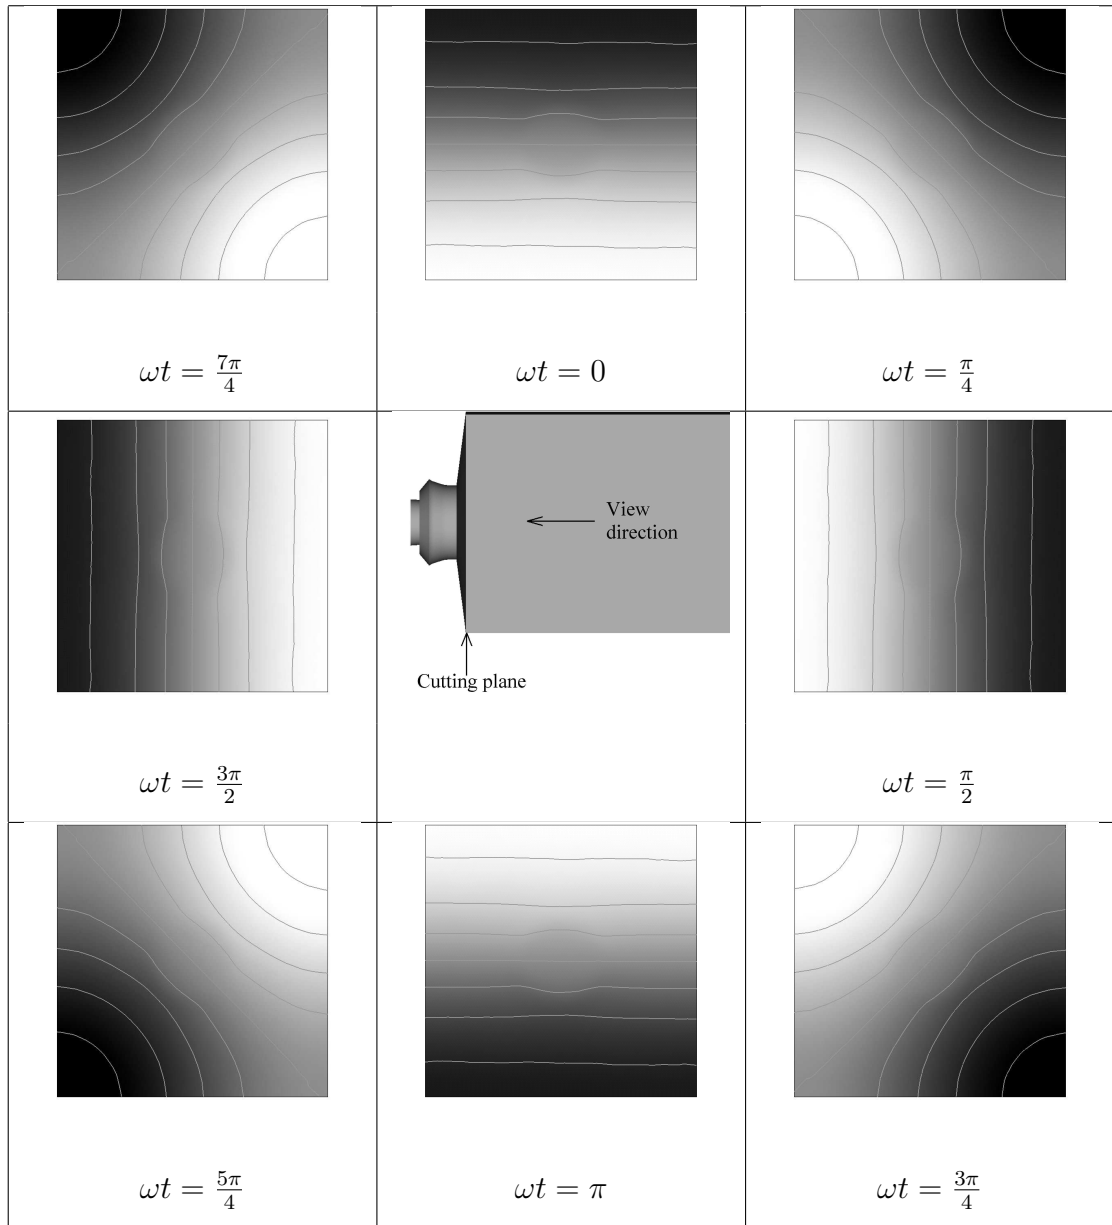 ωt = 7π/4
ωt = 0
ωt = π/4
View
direction
Cutting plane
ωt = 3π/2
ωt = π/2
ωt = 5π/4
ωt = π
ωt = 3π/4